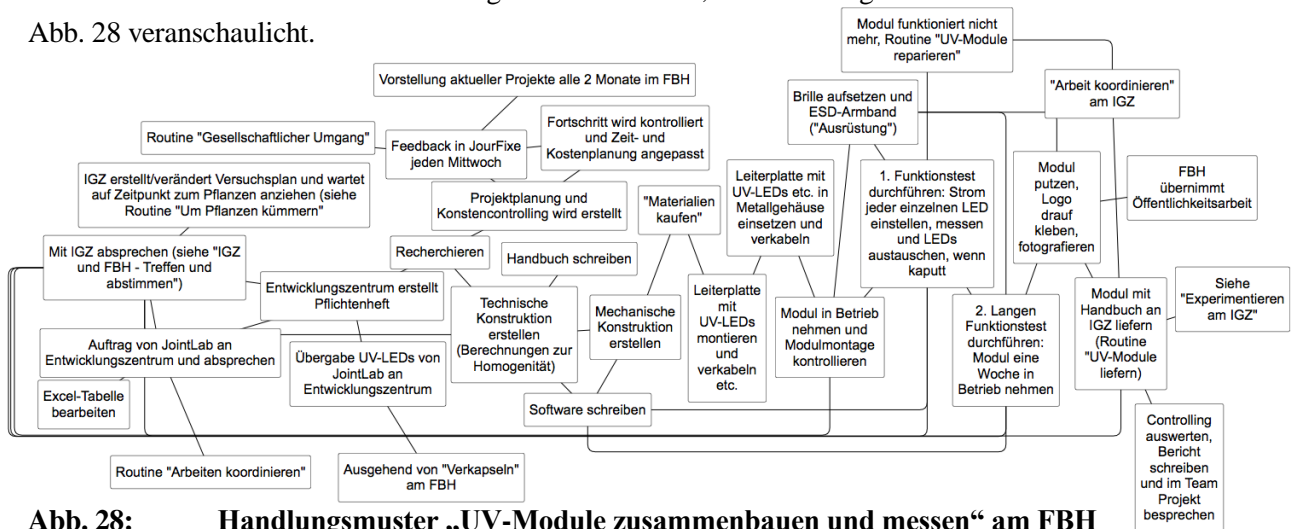 Abb. 28 veranschaulicht.
Modul funktioniert nicht
mehr, Routine "UV-Module
reparieren"
Vorstellung aktueller Projekte alle 2 Monate im FBH
"Arbeit koordinieren"
am IGZ
Brille aufsetzen und
ESD-Armband
("Ausrüstung")
Routine "Gesellschaftlicher Umgang"
Feedback in JourFixe
jeden Mittwoch
Fortschritt wird kontrolliert
und Zeit- und
Kostenplanung angepasst
IGZ erstellt/verändert Versuchsplan und wartet
auf Zeitpunkt zum Pflanzen anziehen (siehe
Routine "Um Pflanzen kümmern"
Projektplanung und
Konstencontrolling wird erstellt
"Materialien
kaufen"
Leiterplatte mit
UV-LEDs etc. in
Metallgehäuse
einsetzen und
verkabeln
1. Funktionstest
durchführen: Strom
jeder einzelnen LED
einstellen, messen
und LEDs
austauschen, wenn
kaputt
Modul
putzen,
Logo
drauf
kleben,
fotografieren
FBH
übernimmt
Öffentlichkeitsarbeit
Mit IGZ absprechen (siehe "IGZ
und FBH - Treffen und
abstimmen")
Recherchieren
Handbuch schreiben
Entwicklungszentrum erstellt
Pflichtenheft
Technische
Konstruktion
erstellen
(Berechnungen zur
Homogenität)
Mechanische
Konstruktion
erstellen
Leiterplatte
mit
UV-LEDs
montieren
und
verkabeln
etc.
Modul in Betrieb
nehmen und
Modulmontage
kontrollieren
2. Langen
Funktionstest
durchführen:
Modul eine
Woche in
Betrieb nehmen
Modul mit
Handbuch an
IGZ liefern
(Routine
"UV-Module
liefern)
Siehe
"Experimentieren
am IGZ"
Auftrag von JointLab an
Entwicklungszentrum und absprechen
Übergabe UV-LEDs von
JointLab an
Entwicklungszentrum
Excel-Tabelle
bearbeiten
Software schreiben
Controlling
auswerten,
Bericht
schreiben
und im Team
Projekt
besprechen
Routine "Arbeiten koordinieren"
Ausgehend von "Verkapseln"
am FBH
Abb. 28: Handlungsmuster „UV-Module zusammenbauen und messen“ am FBH